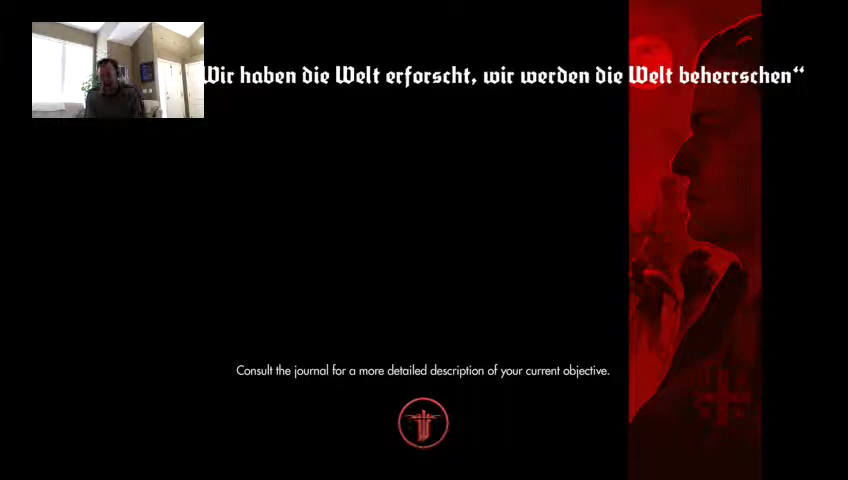 Wir haben die Welt erforscht, wir werden die Welt beherrschen“
Consult the journal for a more detailed description of your current objective.